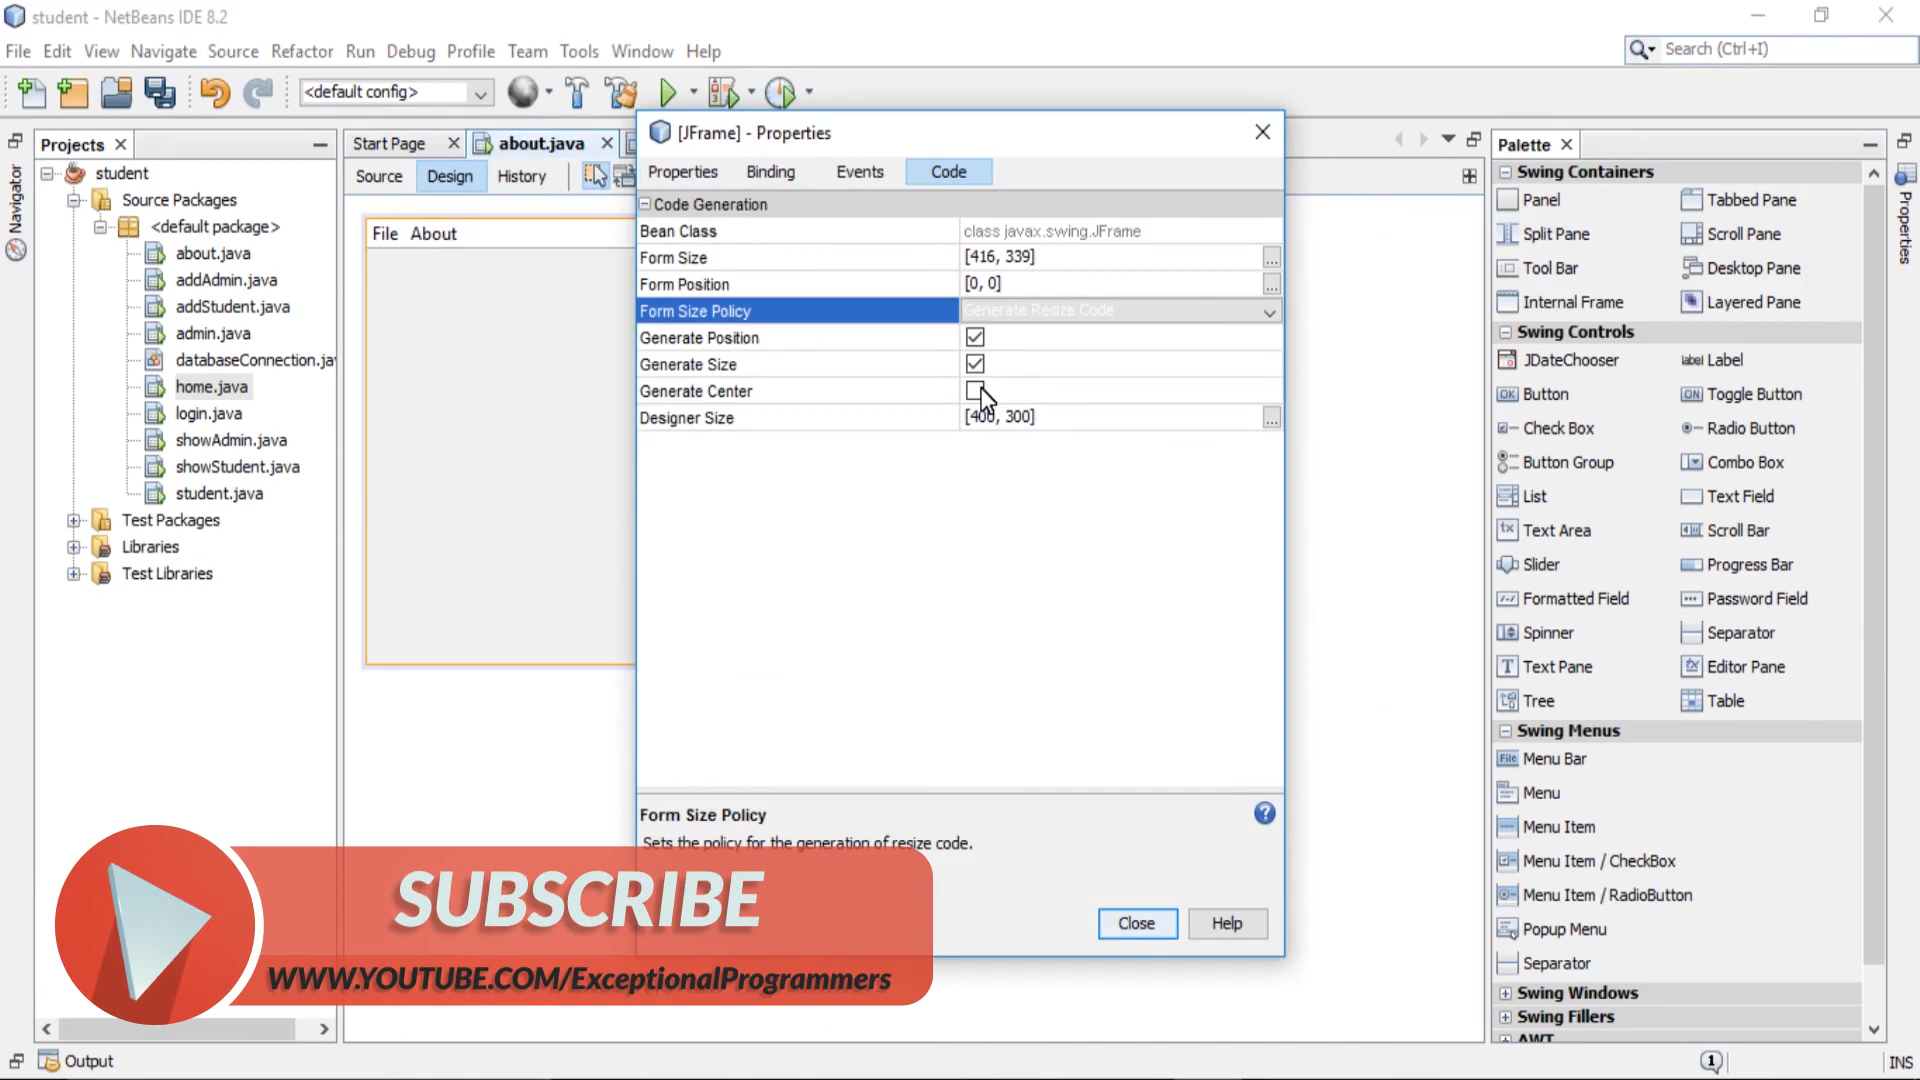 student - NetBeans IDE 8.2
File Edit View Navigate Source Refactor Run Debug Profile Team Tools Window Help
Search (Ctrl+I)
<default config>
Projects
student
Source Packages
<default package>
about.java
addAdmin.java
addStudent.java
admin.java
databaseConnection.jav
home.java
login.java
showAdmin.java
showStudent.java
student.java
Test Packages
Libraries
Test Libraries
Navigator
Start Page about.java
Source Design History
File About
[JFrame] - Properties
Properties Binding Events Code
Code Generation
Bean Class class javax.swing.JFrame
Form Size [416, 339] ...
Form Position [0, 0] ...
Form Size Policy Generate Resize Code
Generate Position
Generate Size
Generate Center
Designer Size [400, 300] ...
Form Size Policy
Sets the policy for the generation of resize code.
Close Help
Palette
Swing Containers
Panel Tabbed Pane
Split Pane Scroll Pane
Tool Bar Desktop Pane
Internal Frame Layered Pane
Swing Controls
JDateChooser label Label
OK Button ON Toggle Button
Check Box Radio Button
Button Group Combo Box
List Text Field
Text Area Scroll Bar
Slider Progress Bar
Formatted Field Password Field
Spinner Separator
Text Pane Editor Pane
Tree Table
Swing Menus
File Menu Bar
Menu
Menu Item
Menu Item / CheckBox
Menu Item / RadioButton
Popup Menu
Separator
Swing Windows
Swing Fillers
AWT
Properties
SUBSCRIBE
WWW.YOUTUBE.COM/ExceptionalProgrammers
Output
1
INS